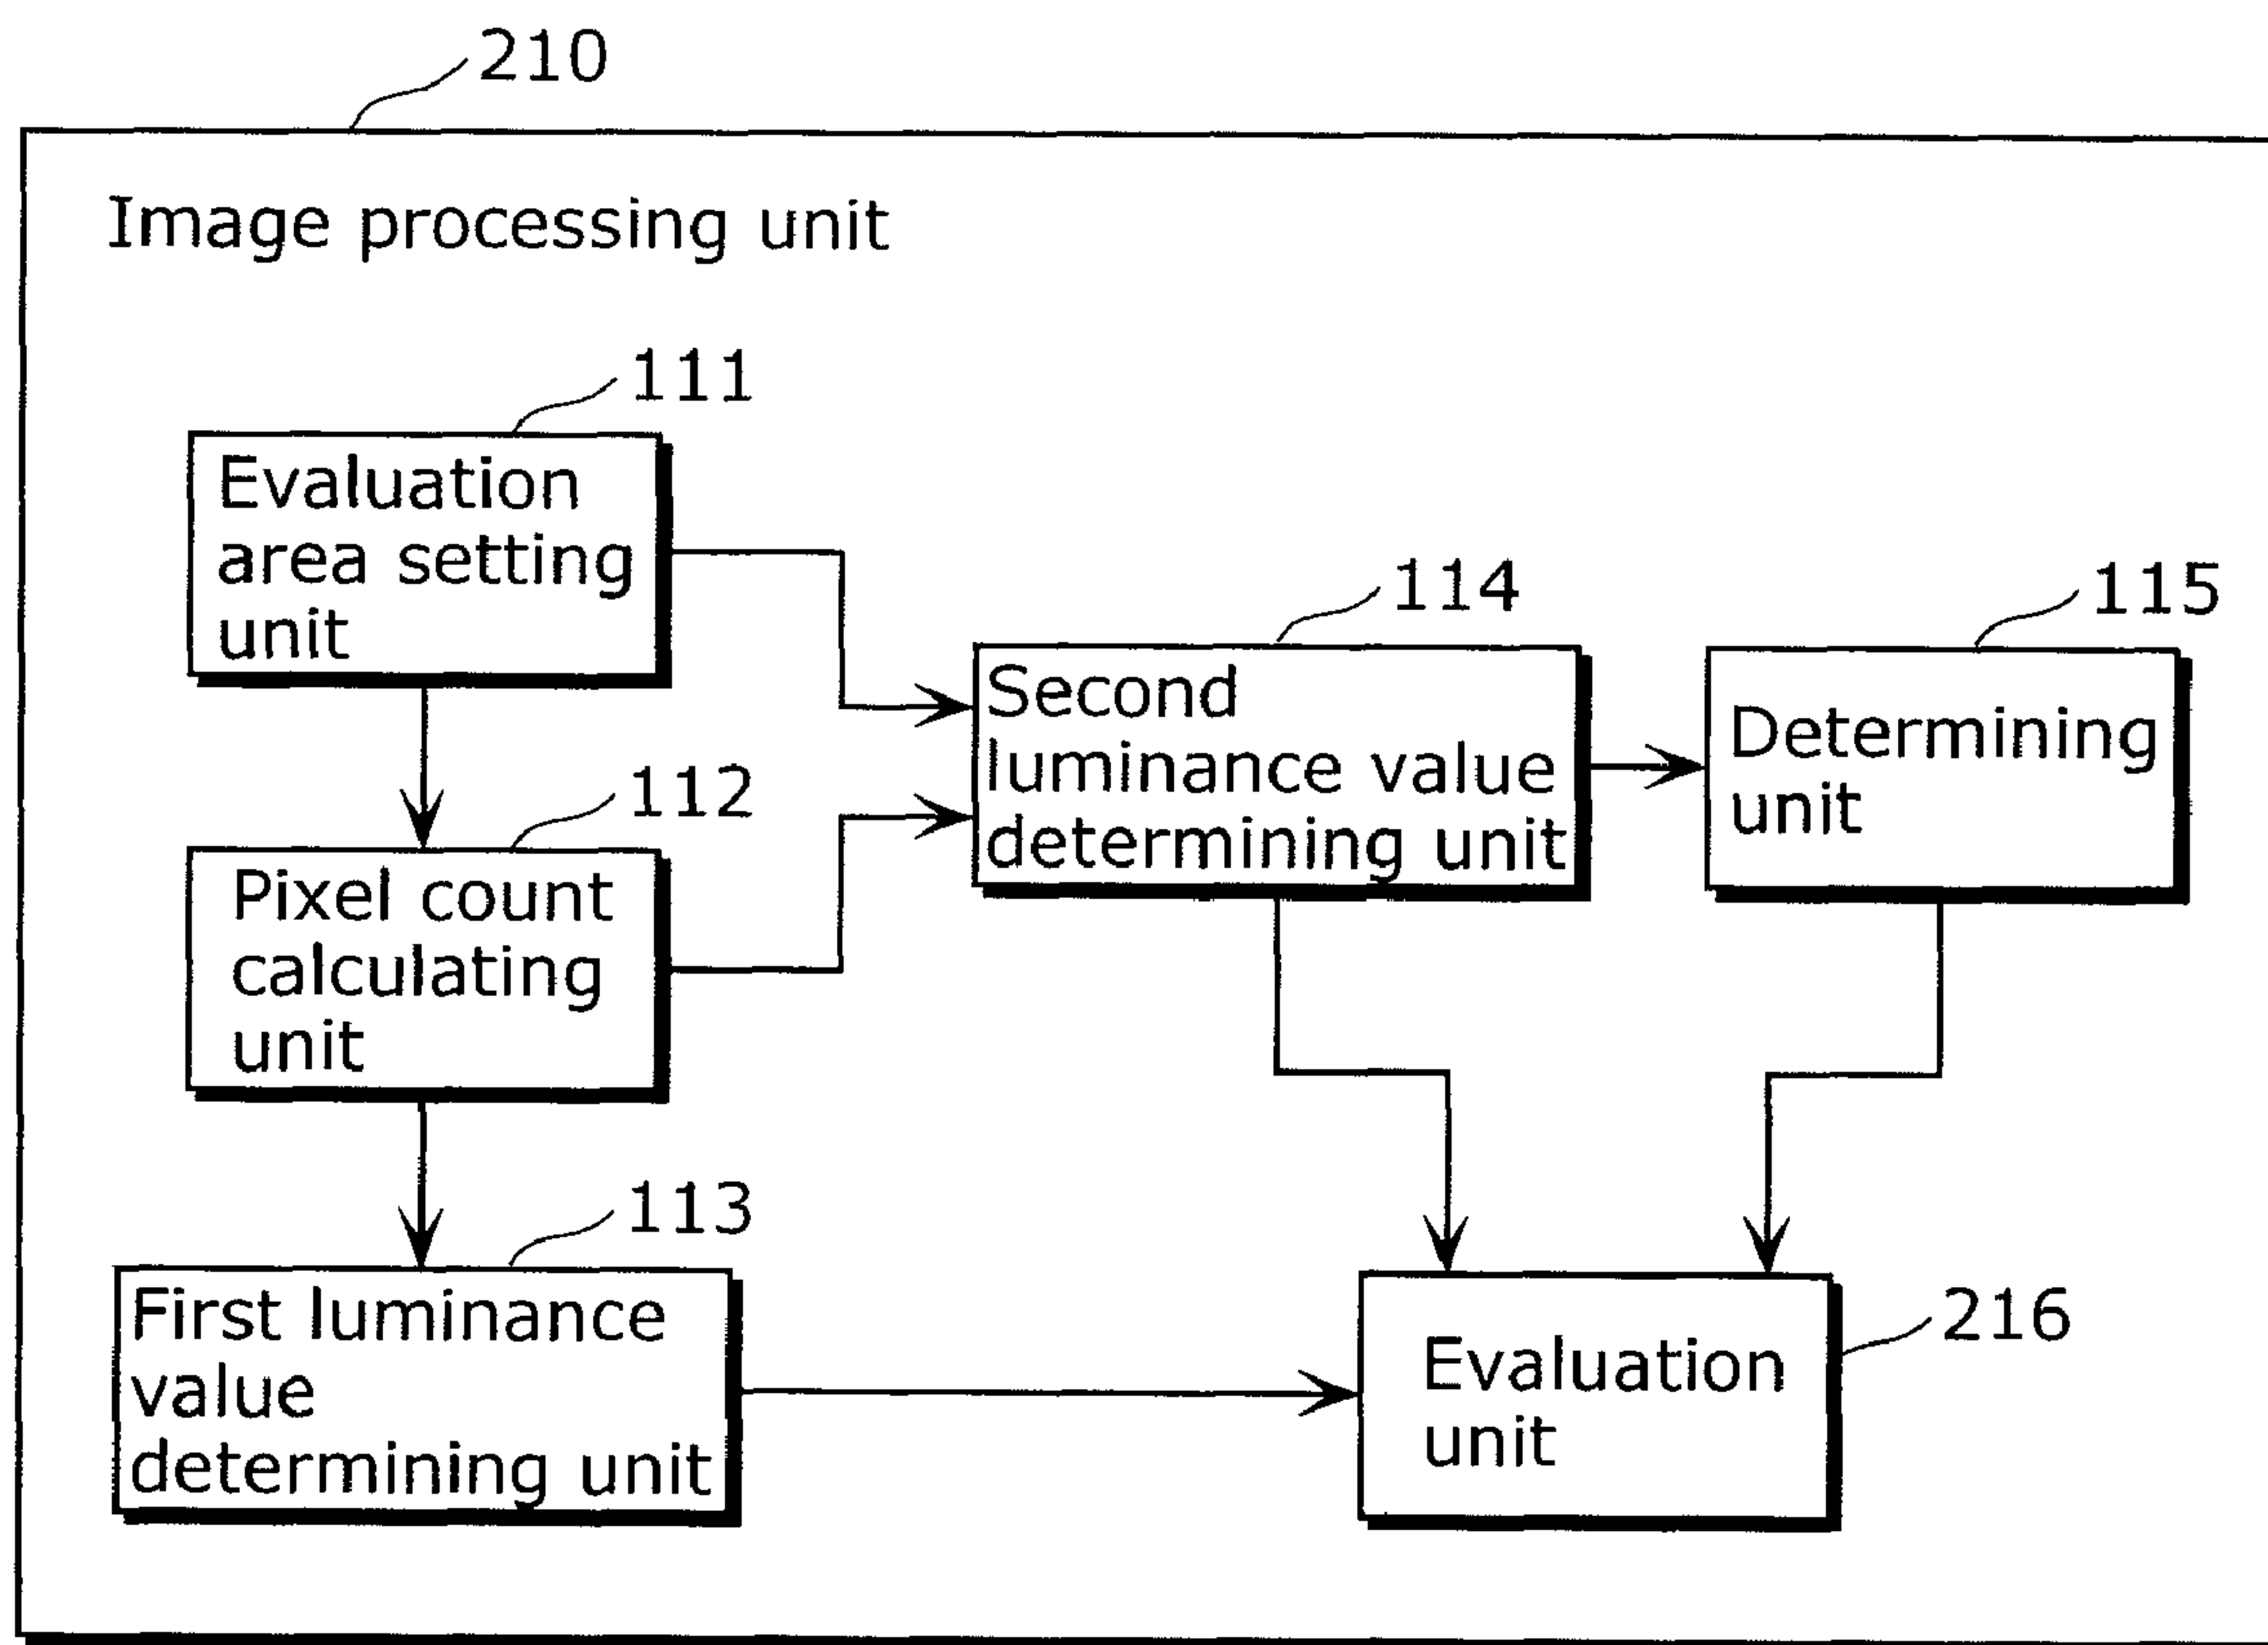 210
Image processing unit
111
Evaluation
area setting
unit
114
Second
luminance value
determining unit
115
Determining
unit
112
Pixel count
calculating
unit
113
First luminance
value
determining unit
216
Evaluation
unit